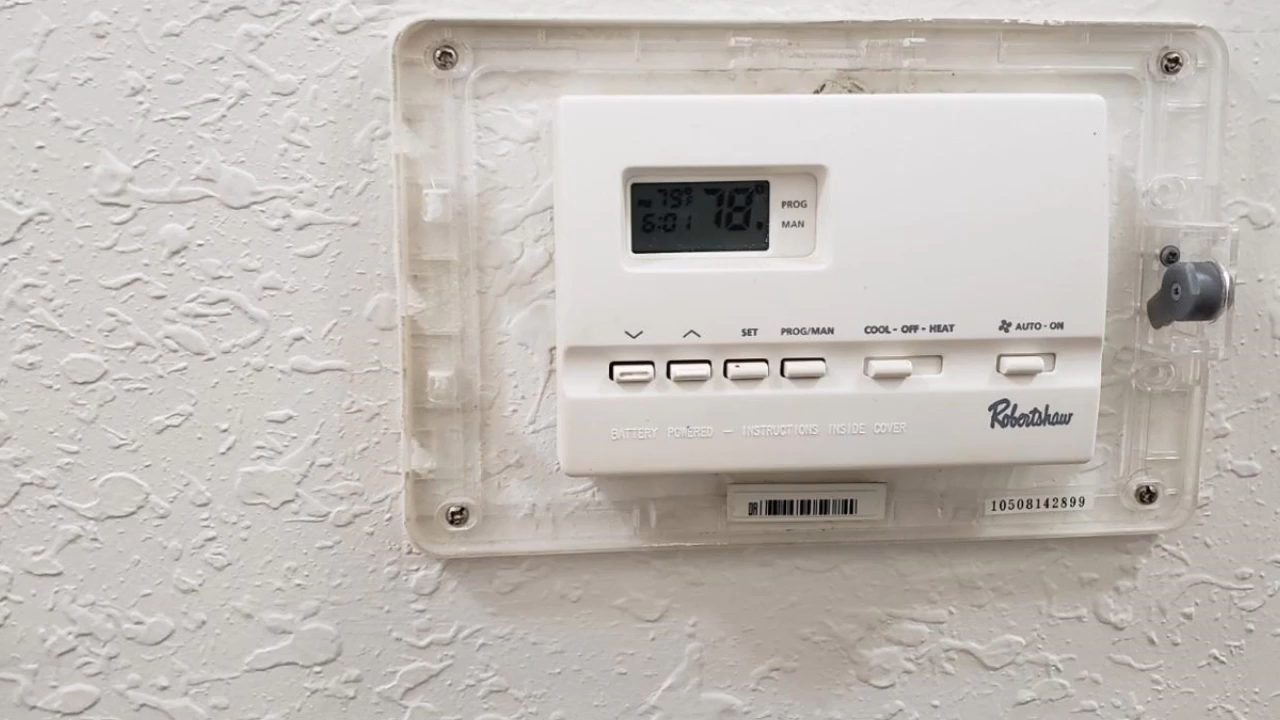 79°F
78°
6:01
PROG
MAN
SET PROG/MAN COOL - OFF - HEAT AUTO - ON
Robertshaw
BATTERY POWERED — INSTRUCTIONS INSIDE COVER
10508142899